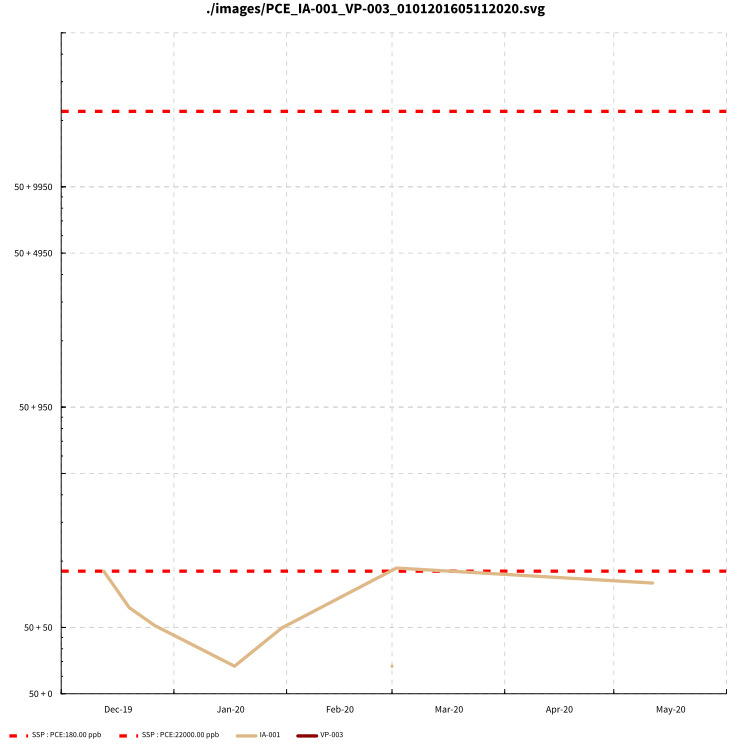 ./images/PCE_IA-001_VP-003_0101201605112020.svg
50 + 9950
50 + 4950
50 + 950
50 + 50
50 + 0
Dec-19 Jan-20 Feb-20 Mar-20 Apr-20 May-20
SSP : PCE:180.00 ppb SSP : PCE:22000.00 ppb IA-001 VP-003